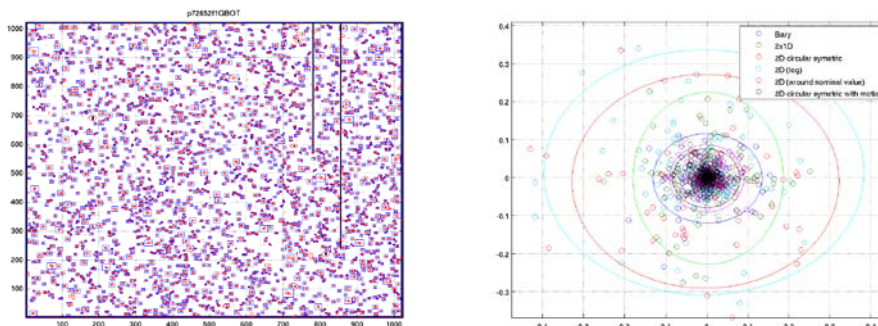 p72652f1GBOT
1000
900
800
700
600
500
400
300
200
100
100 200 300 400 500 600 700 800 900 1000
0.4
0.3
0.2
0.1
0
-0.1
-0.2
-0.3
Bary
2x1D
2D circular symetric
2D (log)
2D (around nominal value)
2D circular symetric with motio